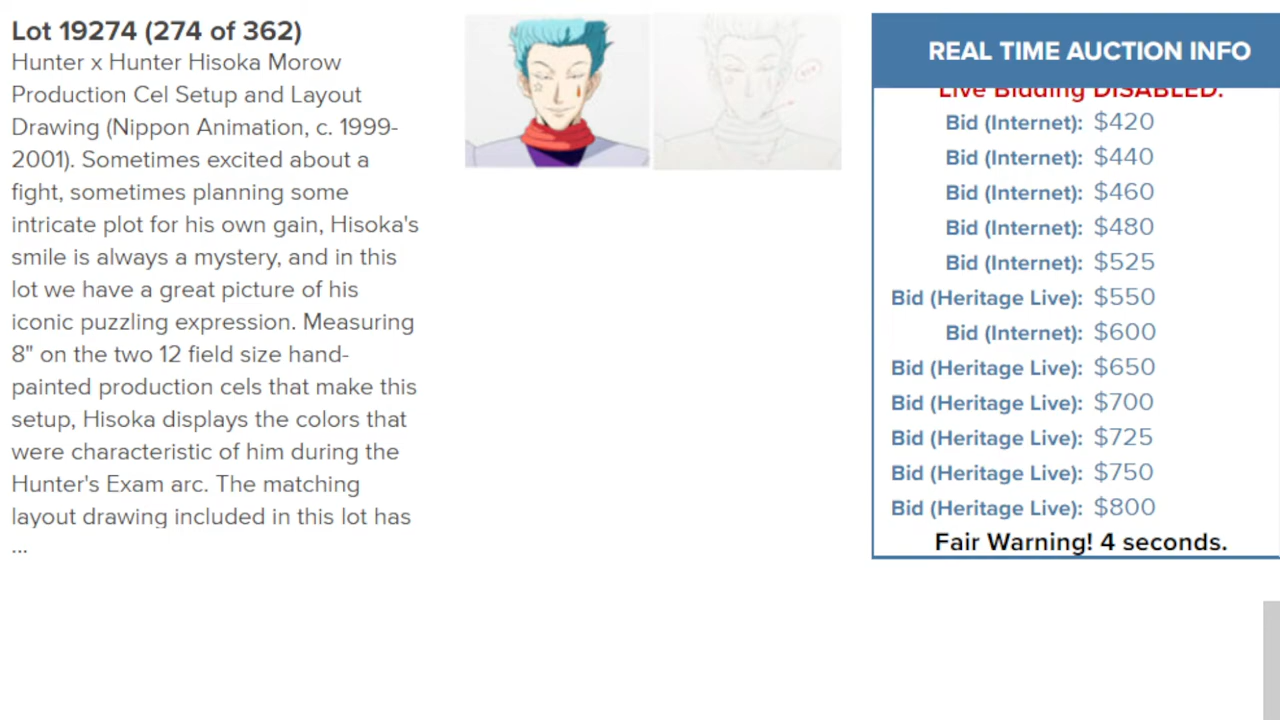 Lot 19274 (274 of 362)
Hunter x Hunter Hisoka Morow
Production Cel Setup and Layout
Drawing (Nippon Animation, c. 1999-
2001). Sometimes excited about a
fight, sometimes planning some
intricate plot for his own gain, Hisoka's
smile is always a mystery, and in this
lot we have a great picture of his
iconic puzzling expression. Measuring
8" on the two 12 field size hand-
painted production cels that make this
setup, Hisoka displays the colors that
were characteristic of him during the
Hunter's Exam arc. The matching
layout drawing included in this lot has
...
REAL TIME AUCTION INFO
Live Bidding DISABLED.
Bid (Internet): $420
Bid (Internet): $440
Bid (Internet): $460
Bid (Internet): $480
Bid (Internet): $525
Bid (Heritage Live): $550
Bid (Internet): $600
Bid (Heritage Live): $650
Bid (Heritage Live): $700
Bid (Heritage Live): $725
Bid (Heritage Live): $750
Bid (Heritage Live): $800
Fair Warning! 4 seconds.